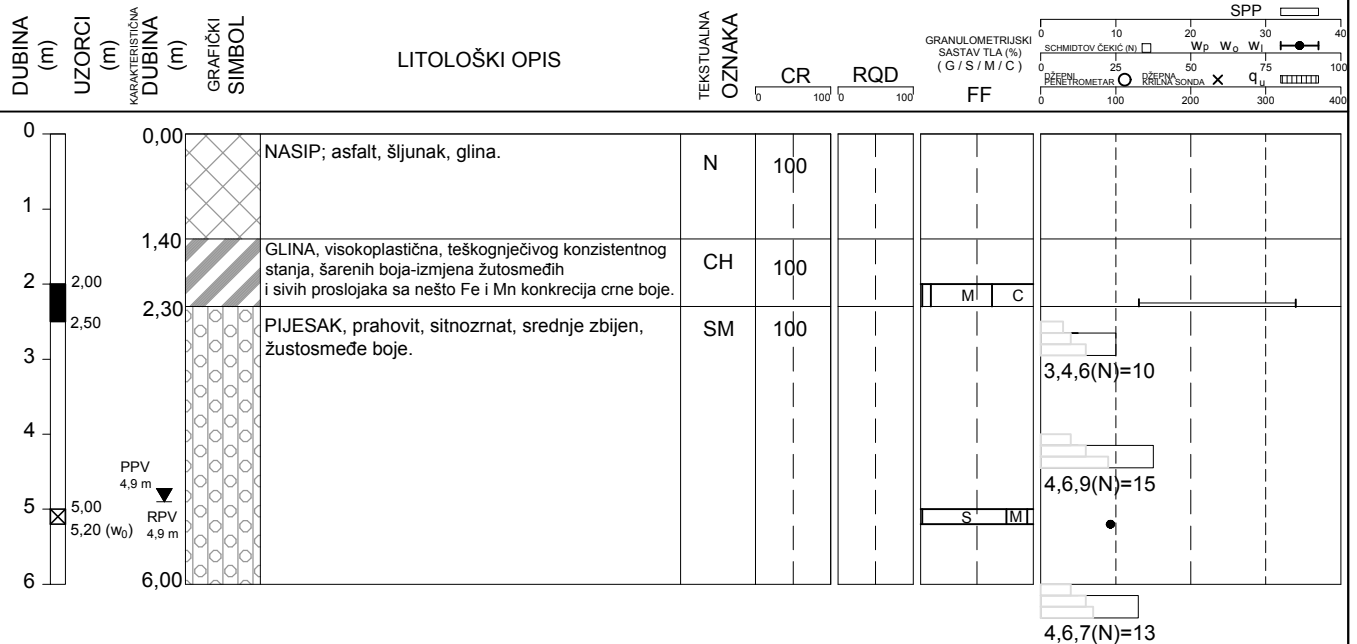 DUBINA (m)
UZORCI (m)
KARAKTERISTIČNA DUBINA (m)
GRAFIČKI SIMBOL
LITOLOŠKI OPIS
TEKSTUALNA OZNAKA
CR
0 100
RQD
0 100
GRANULOMETRIJSKI
SASTAV TLA (%)
( G / S / M / C )
FF
SPP
0 10 20 30 40
SCHMIDTOV ČEKIĆ (N) wP wo wl
0 25 50 75 100
DŽEPNI PENETROMETAR DŽEPNA KRILNA SONDA qu
0 100 200 300 400
0
0,00
NASIP; asfalt, šljunak, glina.
N
100
1
1,40
GLINA, visokoplastična, teškognječivog konzistentnog
stanja, šarenih boja-izmjena žutosmeđih
i sivih proslojaka sa nešto Fe i Mn konkrecija crne boje.
CH
100
2
2,00
M C
2,30
2,50
PIJESAK, prahovit, sitnozrnat, srednje zbijen,
žustosmeđe boje.
SM
100
3
3,4,6(N)=10
4
4,6,9(N)=15
PPV
4,9 m
5
5,00
RPV
4,9 m
5,20 (w0)
S M
6
6,00
4,6,7(N)=13